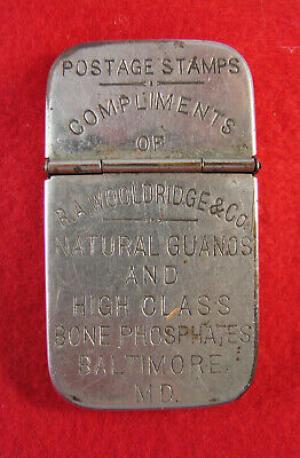 POSTAGE STAMPS
COMPLIMENTS
OF
R.A. WOOLDRIDGE & Co.
NATURAL GUANOS
AND
HIGH CLASS
BONE PHOSPHATES
BALTIMORE.
MD.